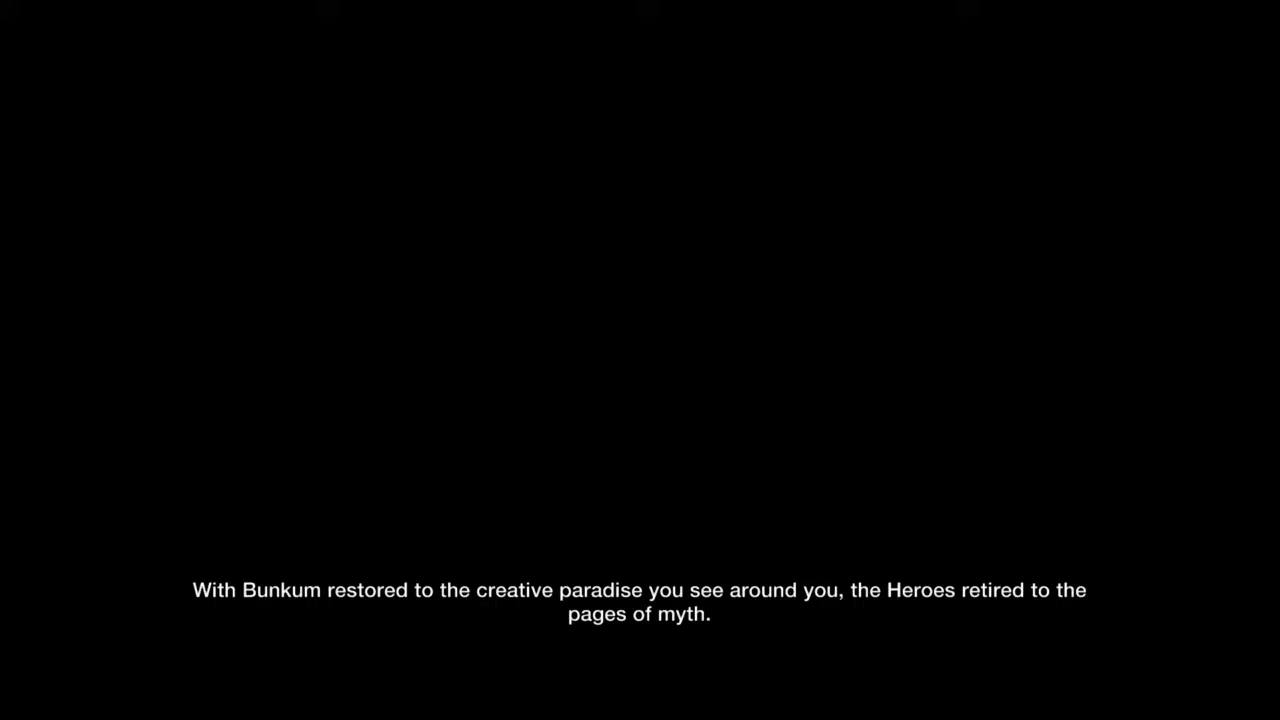 With Bunkum restored to the creative paradise you see around you, the Heroes retired to the
pages of myth.